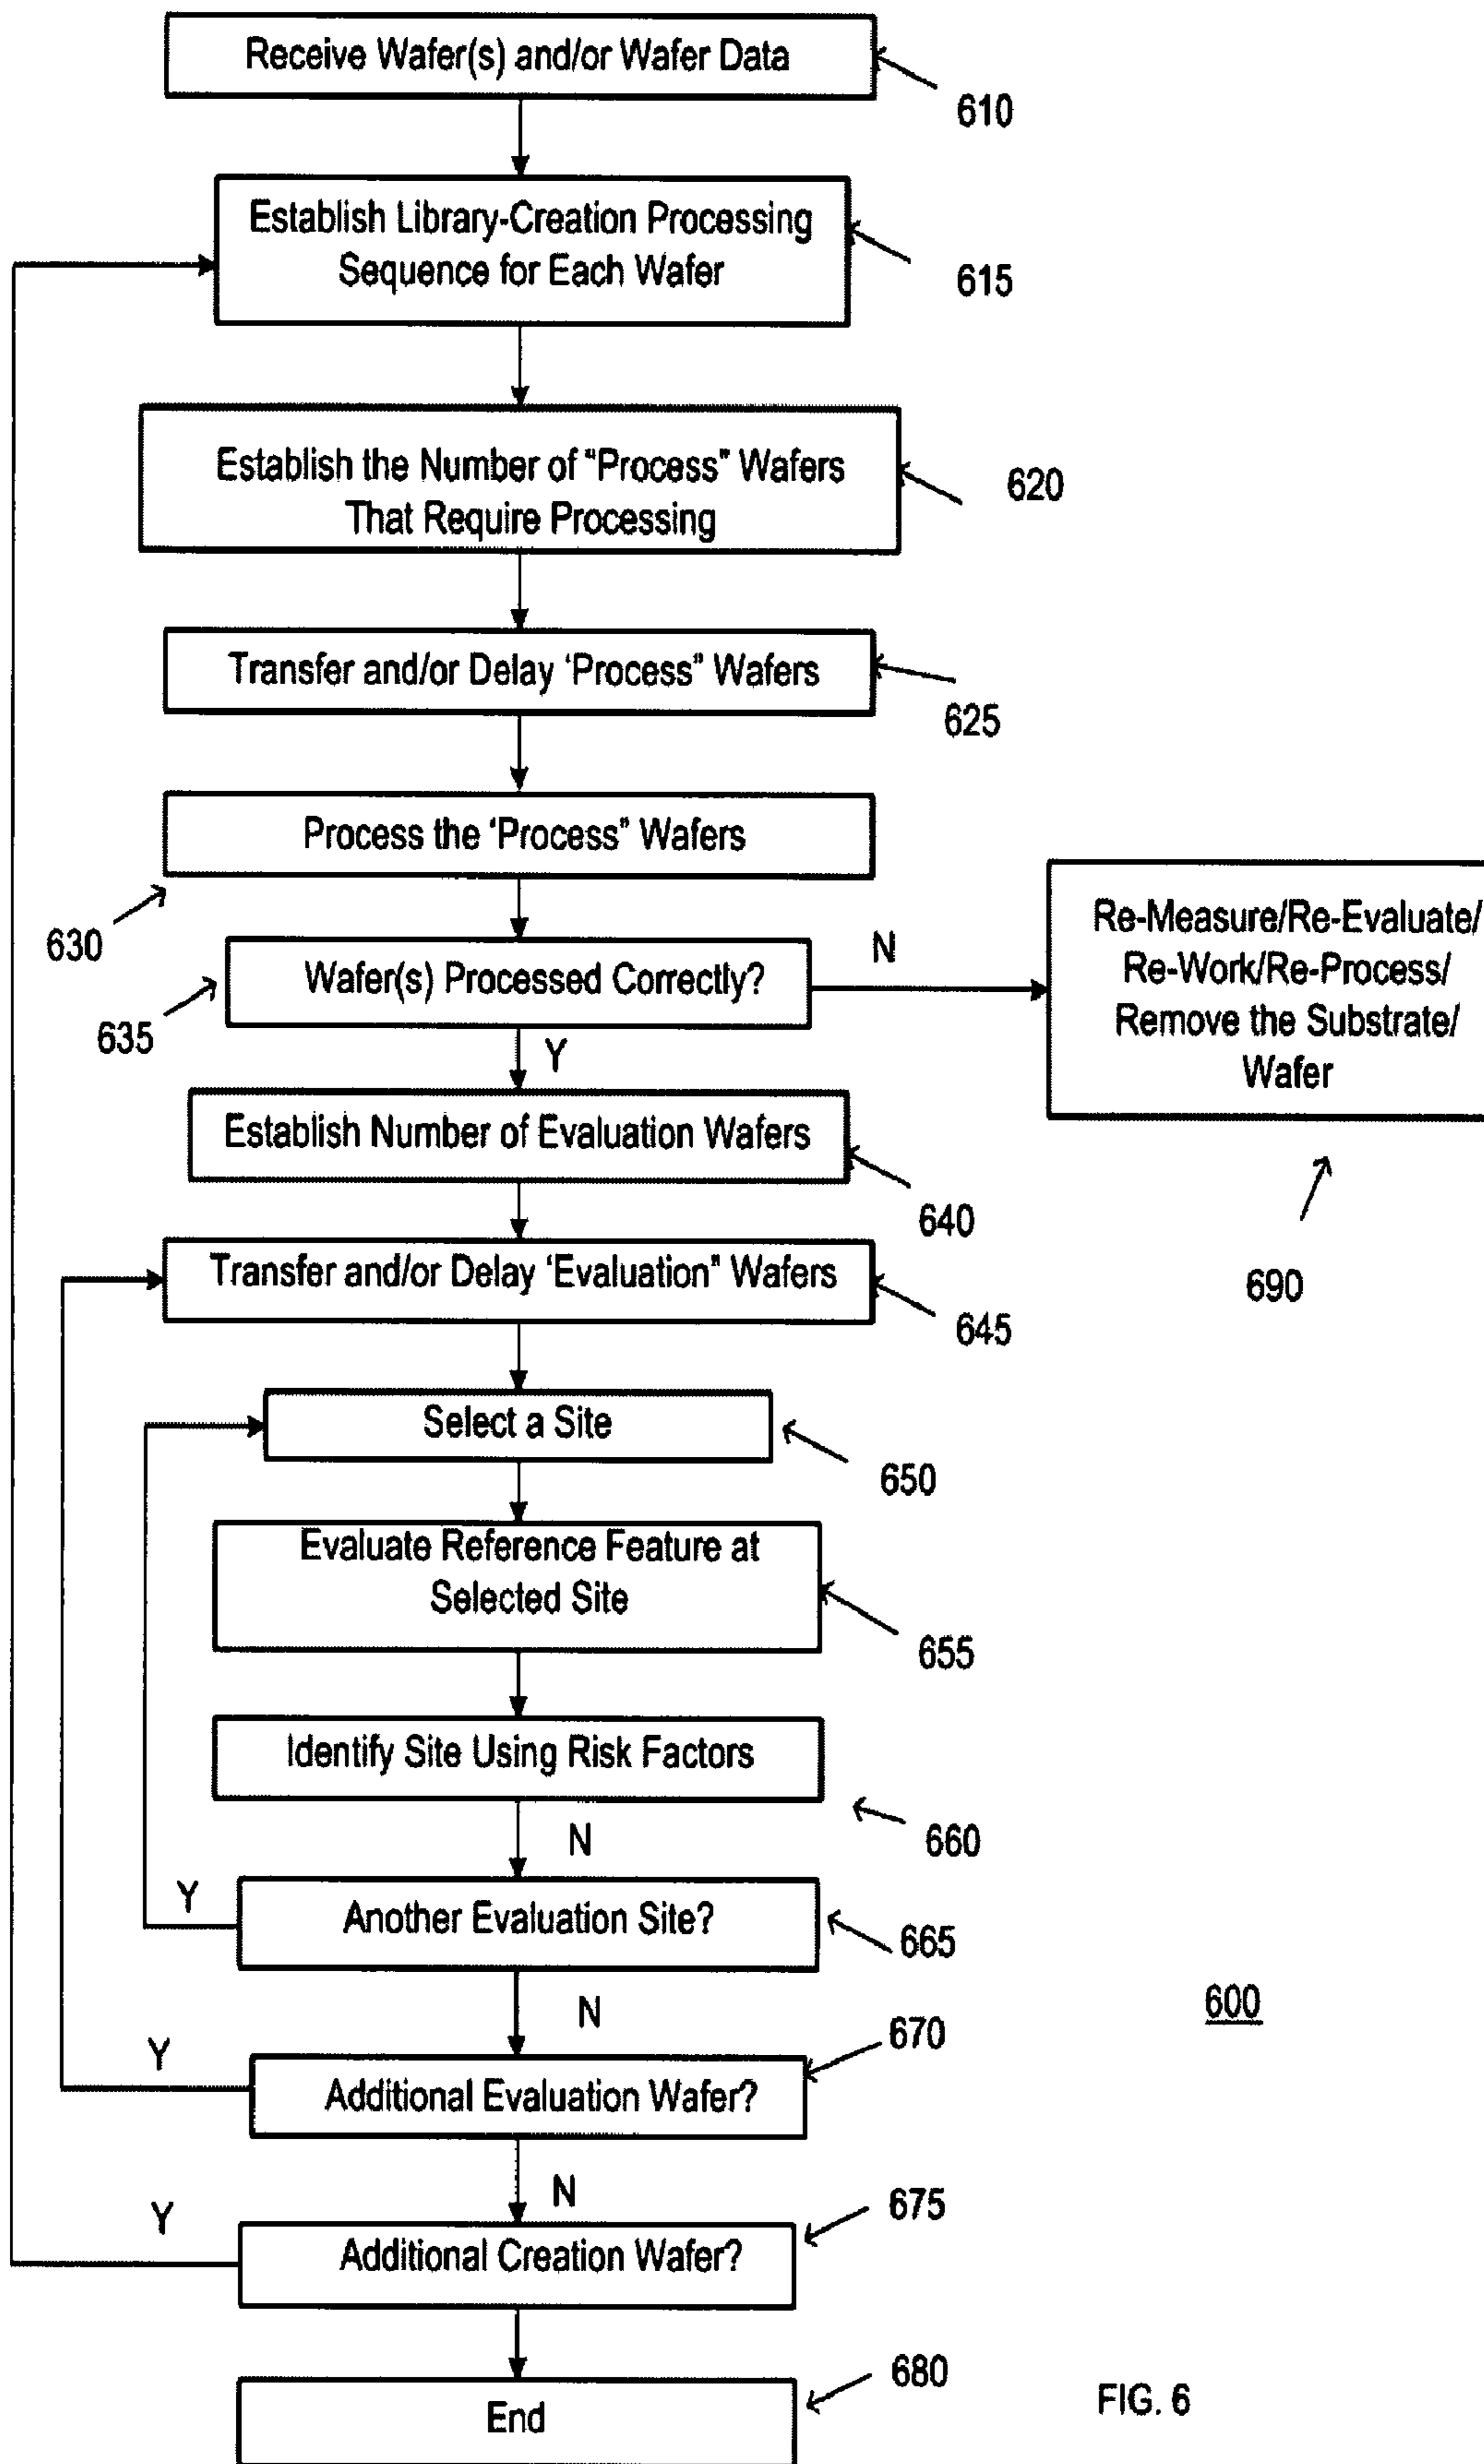 Receive Wafer(s) and/or Wafer Data
610
Establish Library-Creation Processing
Sequence for Each Wafer
615
Establish the Number of "Process" Wafers
That Require Processing
620
Transfer and/or Delay 'Process" Wafers
625
Process the 'Process" Wafers
630
Wafer(s) Processed Correctly?
635
N
Re-Measure/Re-Evaluate/
Re-Work/Re-Process/
Remove the Substrate/
Wafer
690
Y
Establish Number of Evaluation Wafers
640
Transfer and/or Delay 'Evaluation" Wafers
645
Select a Site
650
Evaluate Reference Feature at
Selected Site
655
Identify Site Using Risk Factors
660
N
Y
Another Evaluation Site?
665
N
600
Y
Additional Evaluation Wafer?
670
N
Y
Additional Creation Wafer?
675
End
680
FIG. 6